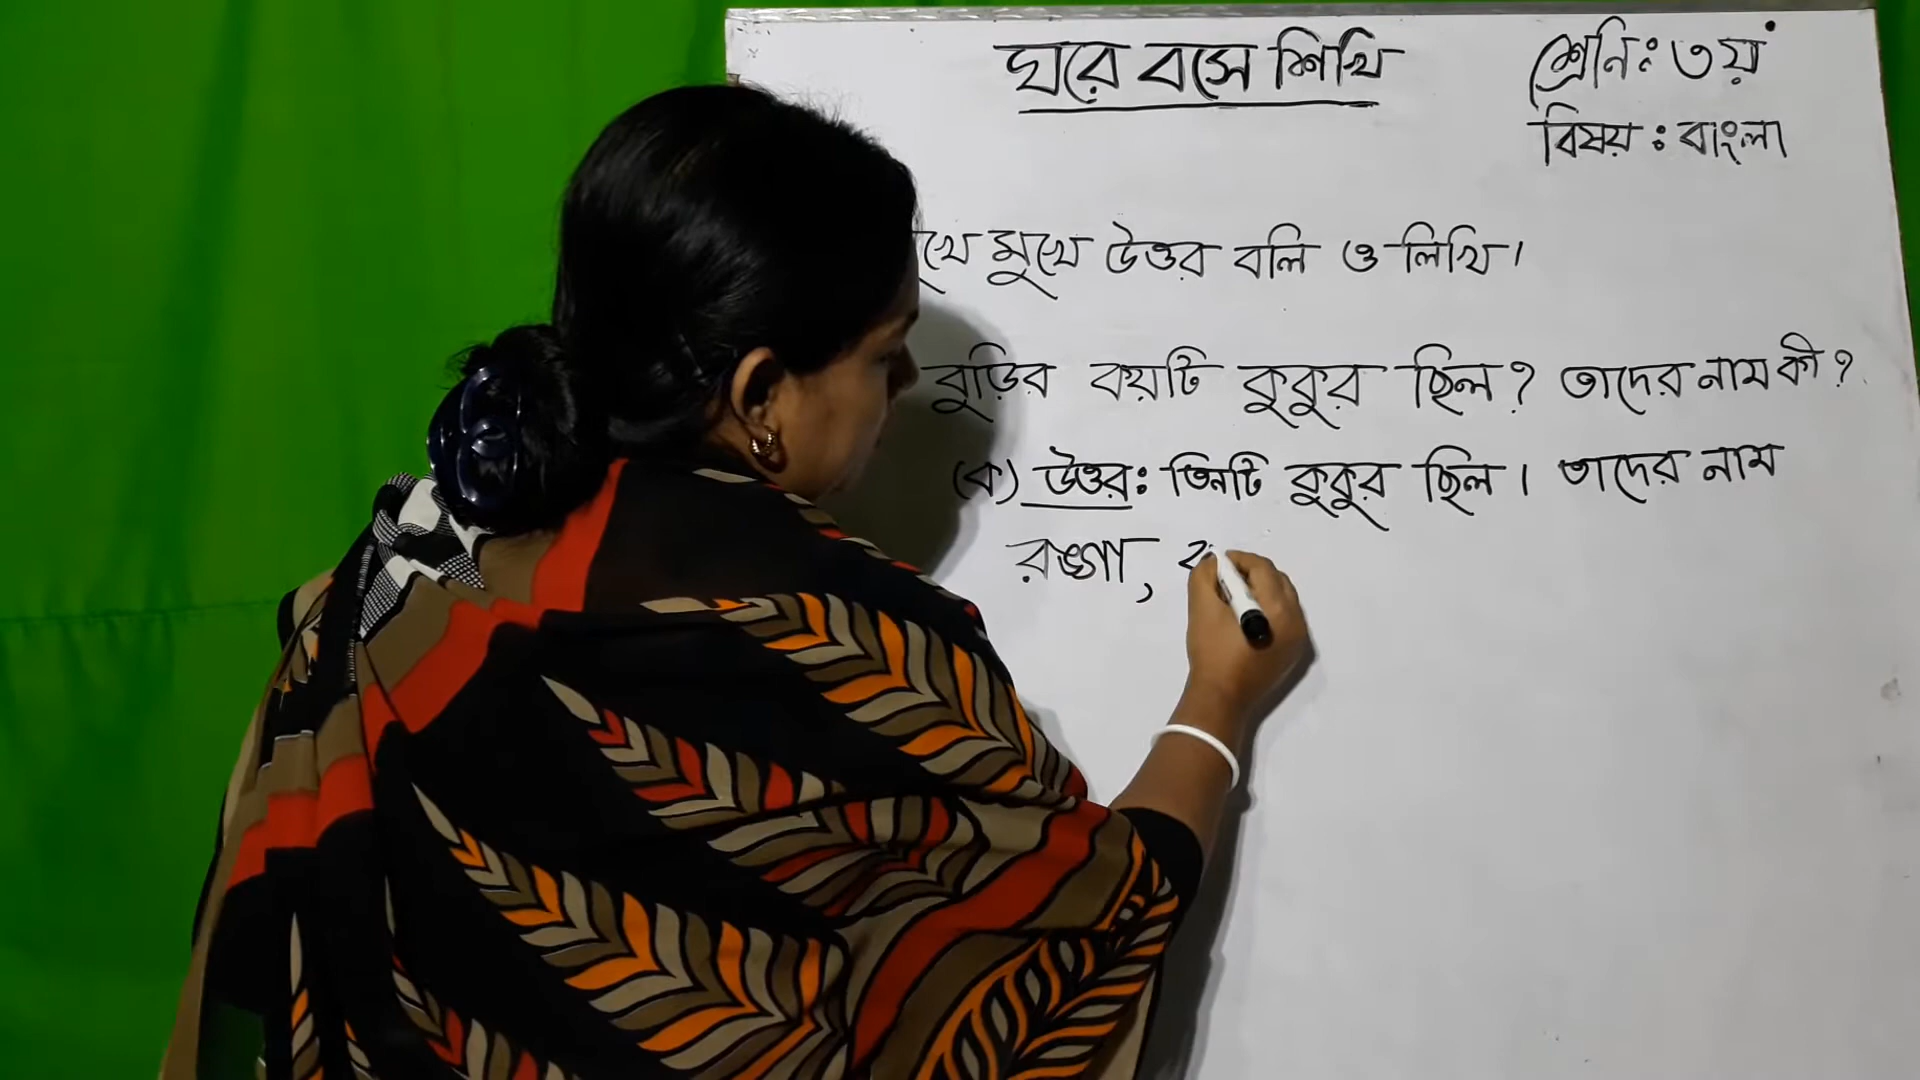 ঘরে বসে শিখি
শ্রেনি: ৩য়
বিষয়: বাংলা
মুখে উত্তর বলি ও লিখি।
বুড়ির কয়টি কুকুর ছিল? তাদের নাম কী?
(ক) উত্তর: তিনটি কুকুর ছিল। তাদের নাম
রঙ্গা,